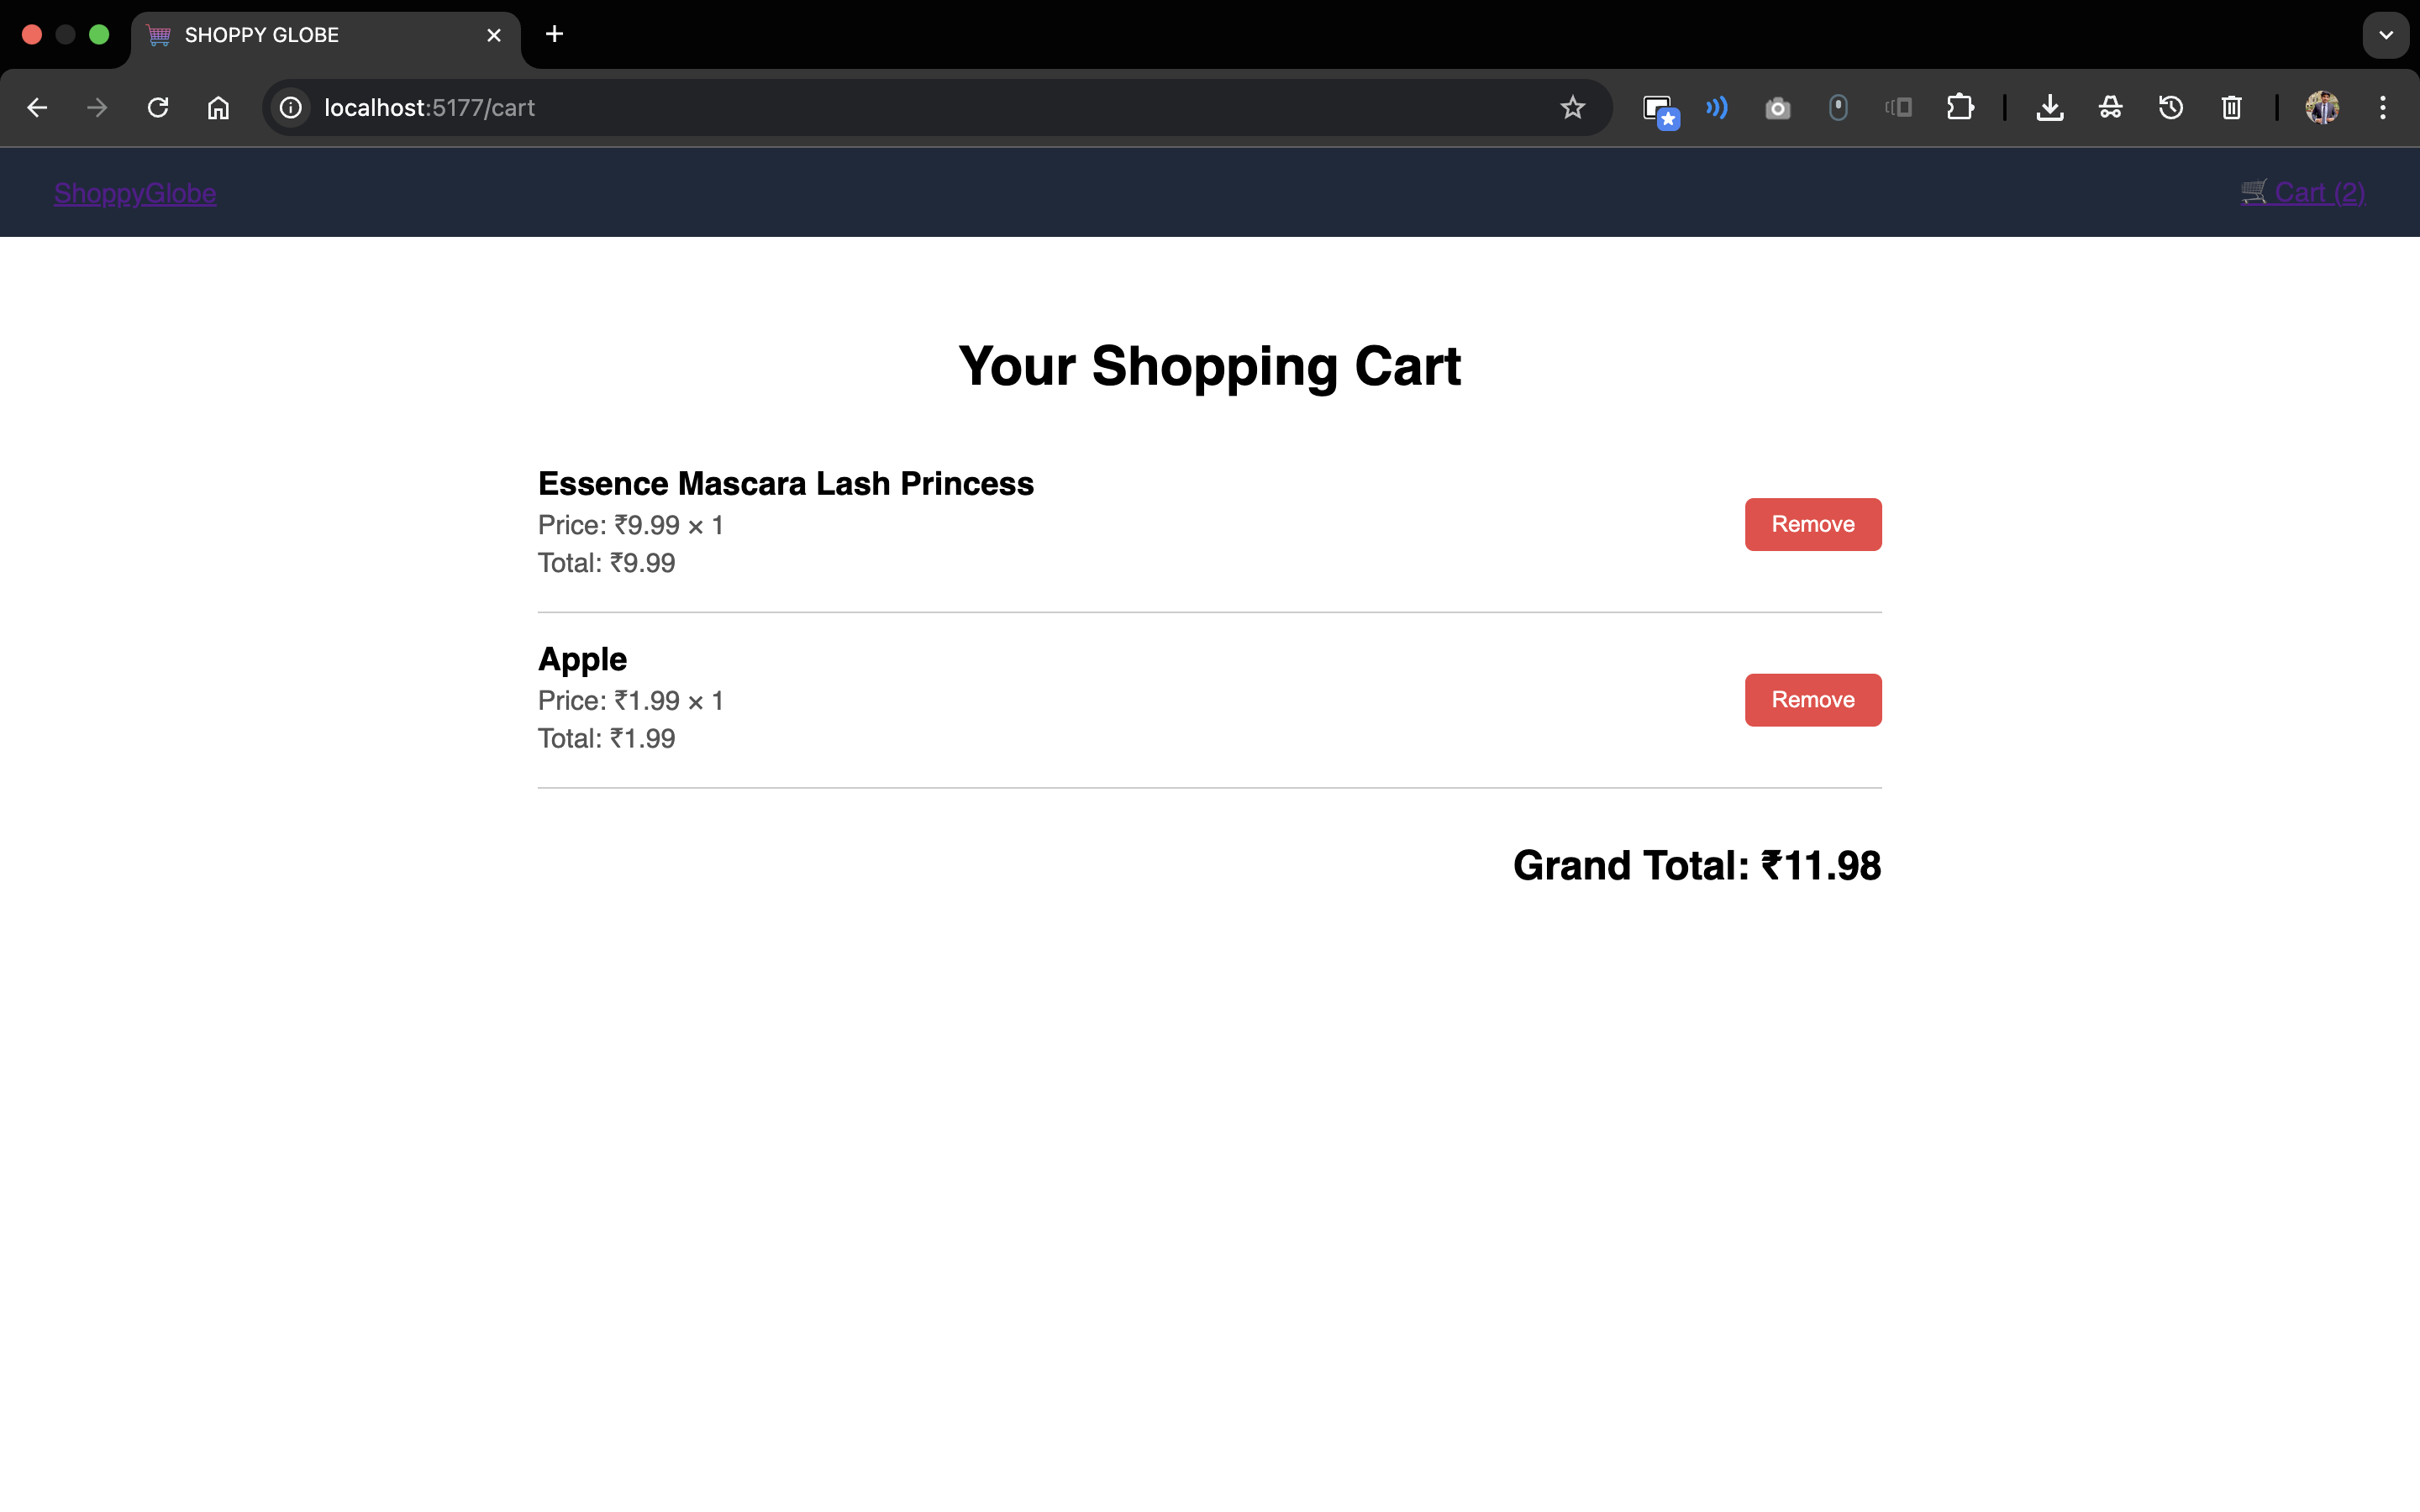 SHOPPY GLOBE
localhost:5177/cart
ShoppyGlobe
🛒 Cart (2)
Your Shopping Cart
Essence Mascara Lash Princess
Price: ₹9.99 × 1
Total: ₹9.99
Remove
Apple
Price: ₹1.99 × 1
Total: ₹1.99
Remove
Grand Total: ₹11.98